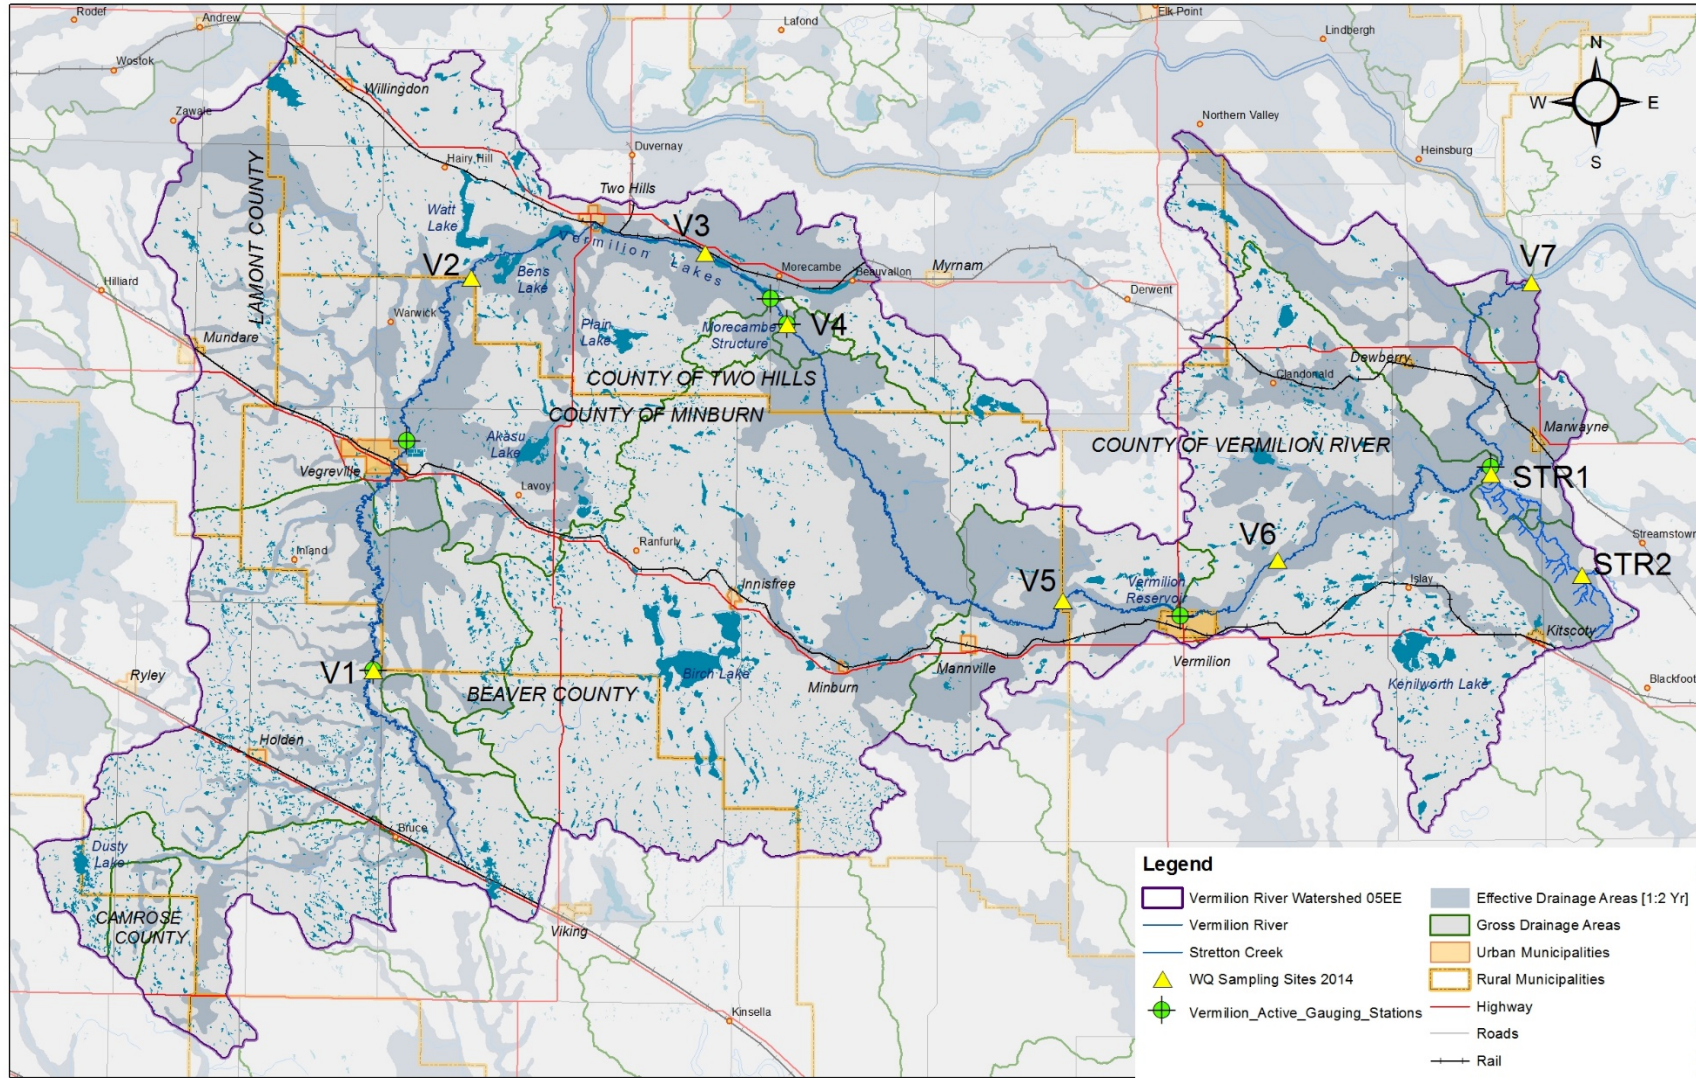 Rodef
Andrew
Lafond
Elk Point
Lindbergh
Wostok
Willingdon
N
W
E
S
Zawale
Northern Valley
Duvernay
Heinsburg
Hairy Hill
LAMONT COUNTY
Two Hills
Watt
Lake
V3
Vermilion Lakes
V2
Bens
Lake
Morecambe
Beauvallon
Myrnam
V7
Hilliard
Derwent
Warwick
Plain
Lake
Morecambe
Structure
V4
Mundare
Dewberry
Clandonald
COUNTY OF TWO HILLS
COUNTY OF MINBURN
Akasu
Lake
COUNTY OF VERMILION RIVER
Marwayne
Vegreville
Lavoy
STR1
Inland
Ranfurly
Streamstown
V6
STR2
Innisfree
V5
Vermilion
Reservoir
Islay
Kitscoty
V1
Ryley
Birch Lake
Mannville
Vermilion
Minburn
BEAVER COUNTY
Kenilworth Lake
Blackfoot
Holden
Bruce
Dusty
Lake
CAMROSE
COUNTY
Viking
Kinsella
Legend
Vermilion River Watershed 05EE
Vermilion River
Stretton Creek
WQ Sampling Sites 2014
Vermilion_Active_Gauging_Stations
Effective Drainage Areas [1:2 Yr]
Gross Drainage Areas
Urban Municipalities
Rural Municipalities
Highway
Roads
Rail